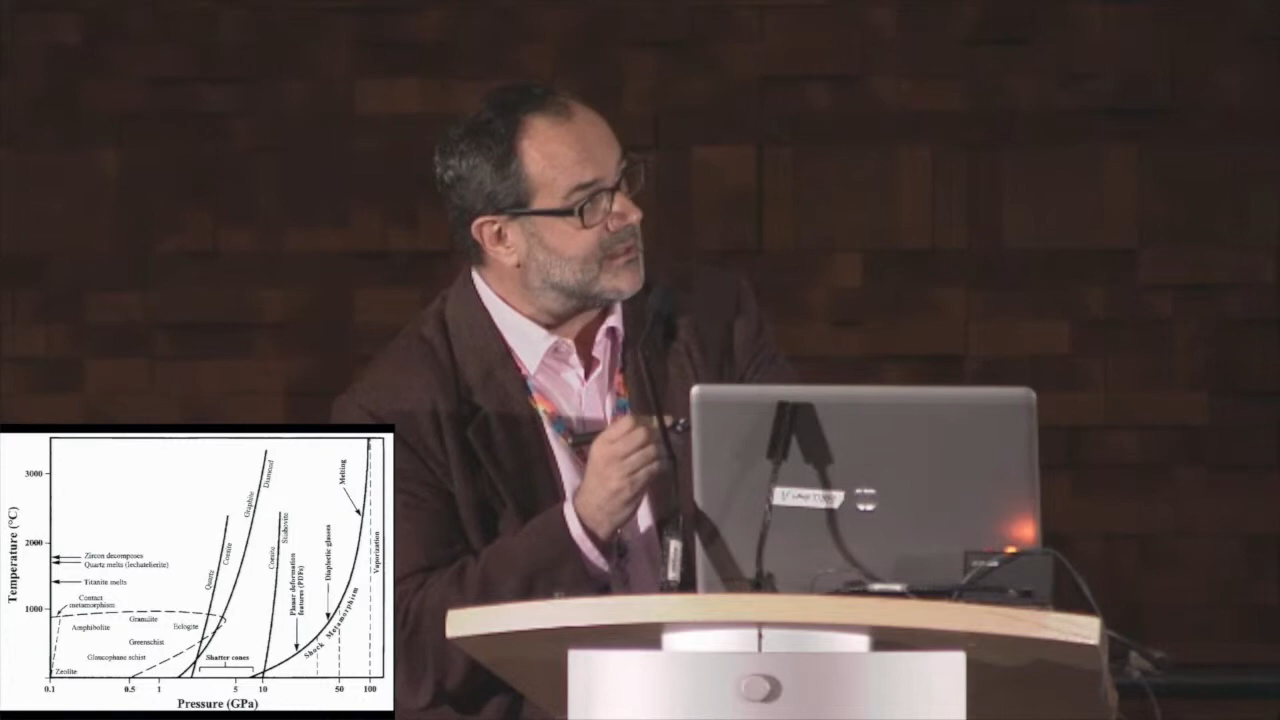 3000
2000
1000
Temperature (°C)
Zircon decomposes
Quartz melts (lechatelierite)
Titanite melts
Contact
metamorphism
Granulite
Amphibolite
Eclogite
Greenschist
Glaucophane schist
Zeolite
Quartz
Coesite
Graphite
Diamond
Coesite
Stishovite
Shatter cones
Planar deformation
features (PDFs)
Diaplectic glasses
Melting
Vaporization
Shock Metamorphism
0.1
0.5
1
5
10
50
100
Pressure (GPa)